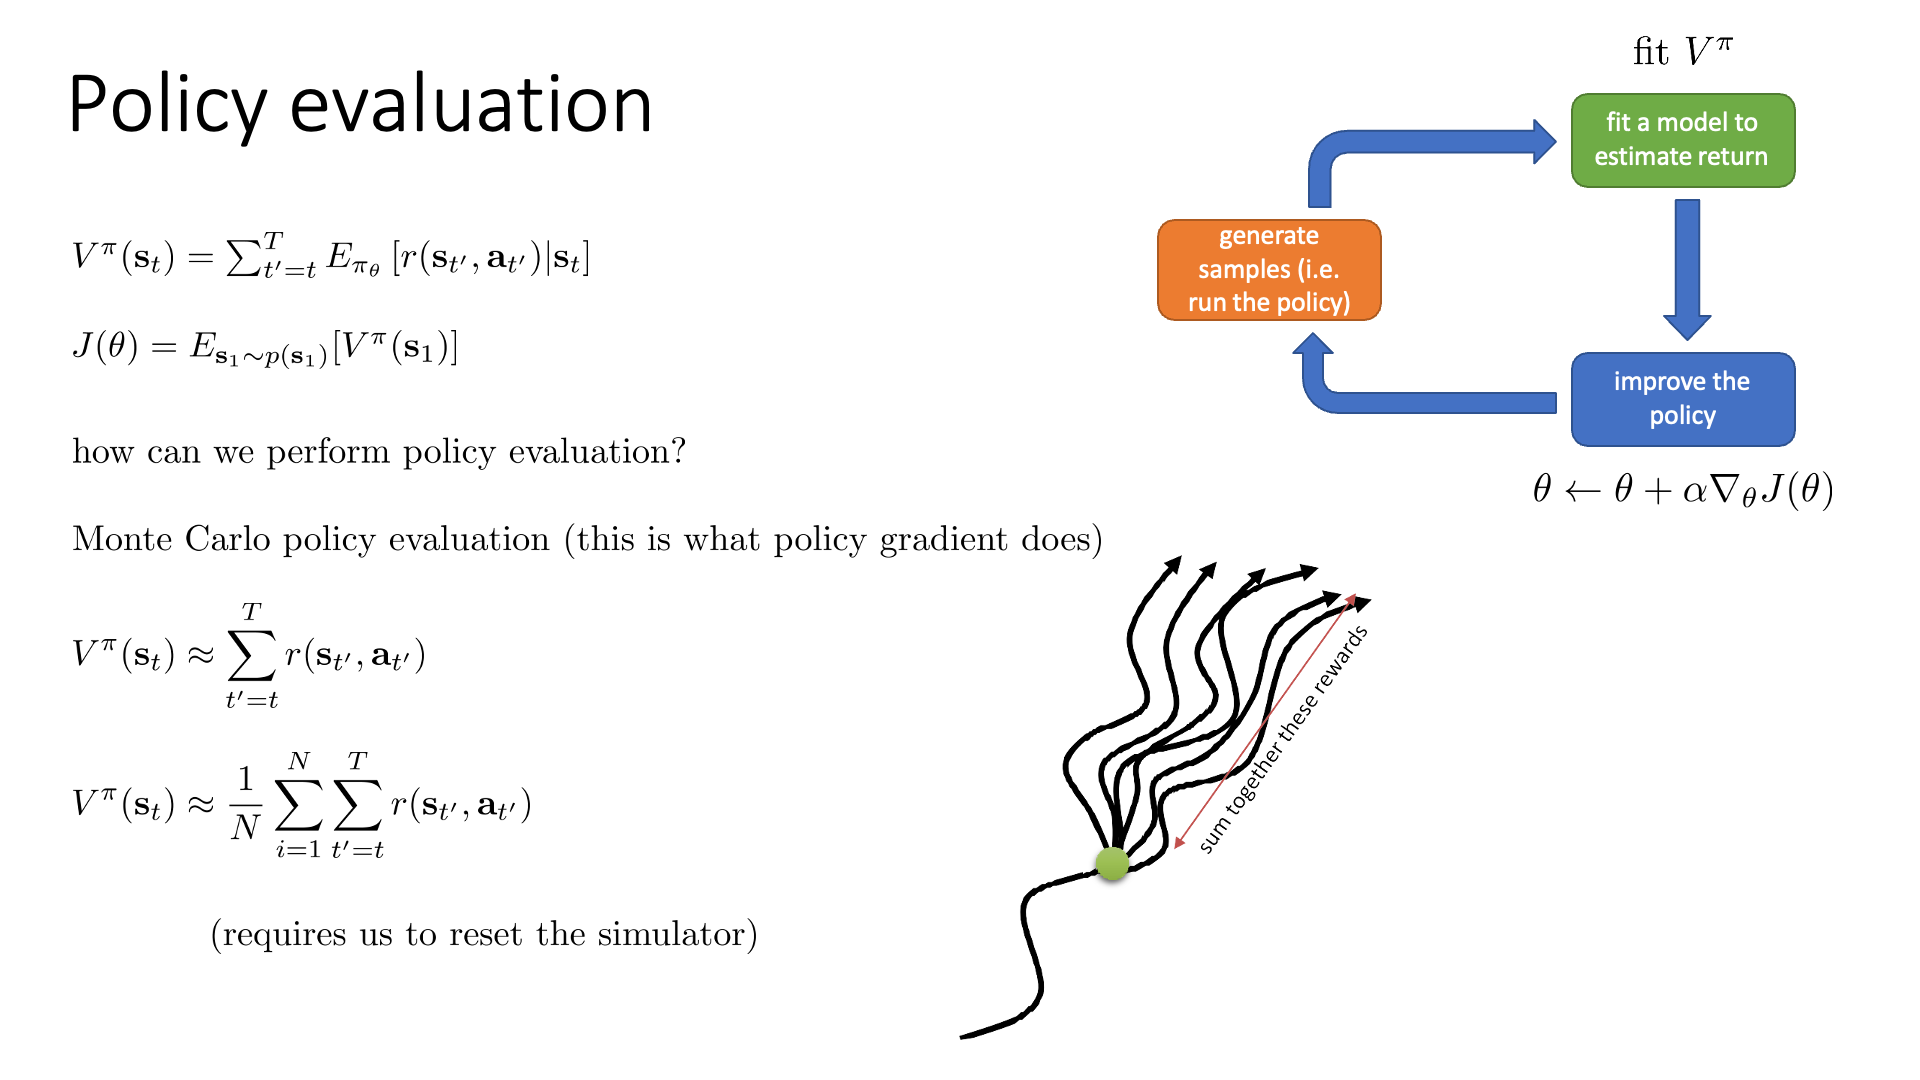 Policy evaluation
$V^\pi(\mathbf{s}_t) = \sum_{t'=t}^{T} E_{\pi_\theta}\left[r(\mathbf{s}_{t'}, \mathbf{a}_{t'})|\mathbf{s}_t\right]$
$J(\theta) = E_{\mathbf{s}_1 \sim p(\mathbf{s}_1)}[V^\pi(\mathbf{s}_1)]$
how can we perform policy evaluation?
Monte Carlo policy evaluation (this is what policy gradient does)
$V^\pi(\mathbf{s}_t) \approx \sum_{t'=t}^{T} r(\mathbf{s}_{t'}, \mathbf{a}_{t'})$
$V^\pi(\mathbf{s}_t) \approx \frac{1}{N} \sum_{i=1}^{N} \sum_{t'=t}^{T} r(\mathbf{s}_{t'}, \mathbf{a}_{t'})$
(requires us to reset the simulator)
fit $V^\pi$
fit a model to
estimate return
generate
samples (i.e.
run the policy)
improve the
policy
$\theta \leftarrow \theta + \alpha \nabla_\theta J(\theta)$
sum together these rewards